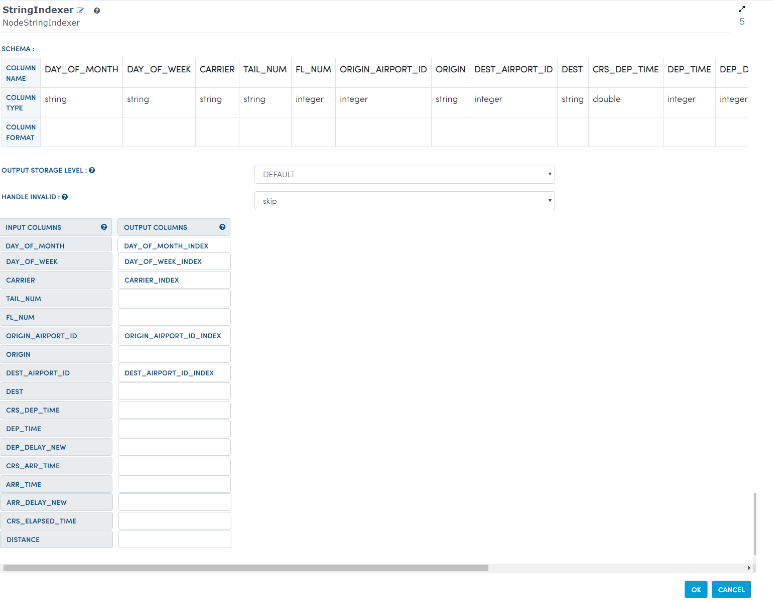 StringIndexer
NodeStringIndexer
5
SCHEMA :
COLUMN NAME DAY_OF_MONTH DAY_OF_WEEK CARRIER TAIL_NUM FL_NUM ORIGIN_AIRPORT_ID ORIGIN DEST_AIRPORT_ID DEST CRS_DEP_TIME DEP_TIME DEP_D
COLUMN TYPE string string string string integer integer string integer string double integer integer
COLUMN FORMAT
OUTPUT STORAGE LEVEL : DEFAULT
HANDLE INVALID : skip
INPUT COLUMNS OUTPUT COLUMNS
DAY_OF_MONTH DAY_OF_MONTH_INDEX
DAY_OF_WEEK DAY_OF_WEEK_INDEX
CARRIER CARRIER_INDEX
TAIL_NUM
FL_NUM
ORIGIN_AIRPORT_ID ORIGIN_AIRPORT_ID_INDEX
ORIGIN
DEST_AIRPORT_ID DEST_AIRPORT_ID_INDEX
DEST
CRS_DEP_TIME
DEP_TIME
DEP_DELAY_NEW
CRS_ARR_TIME
ARR_TIME
ARR_DELAY_NEW
CRS_ELAPSED_TIME
DISTANCE
OK CANCEL